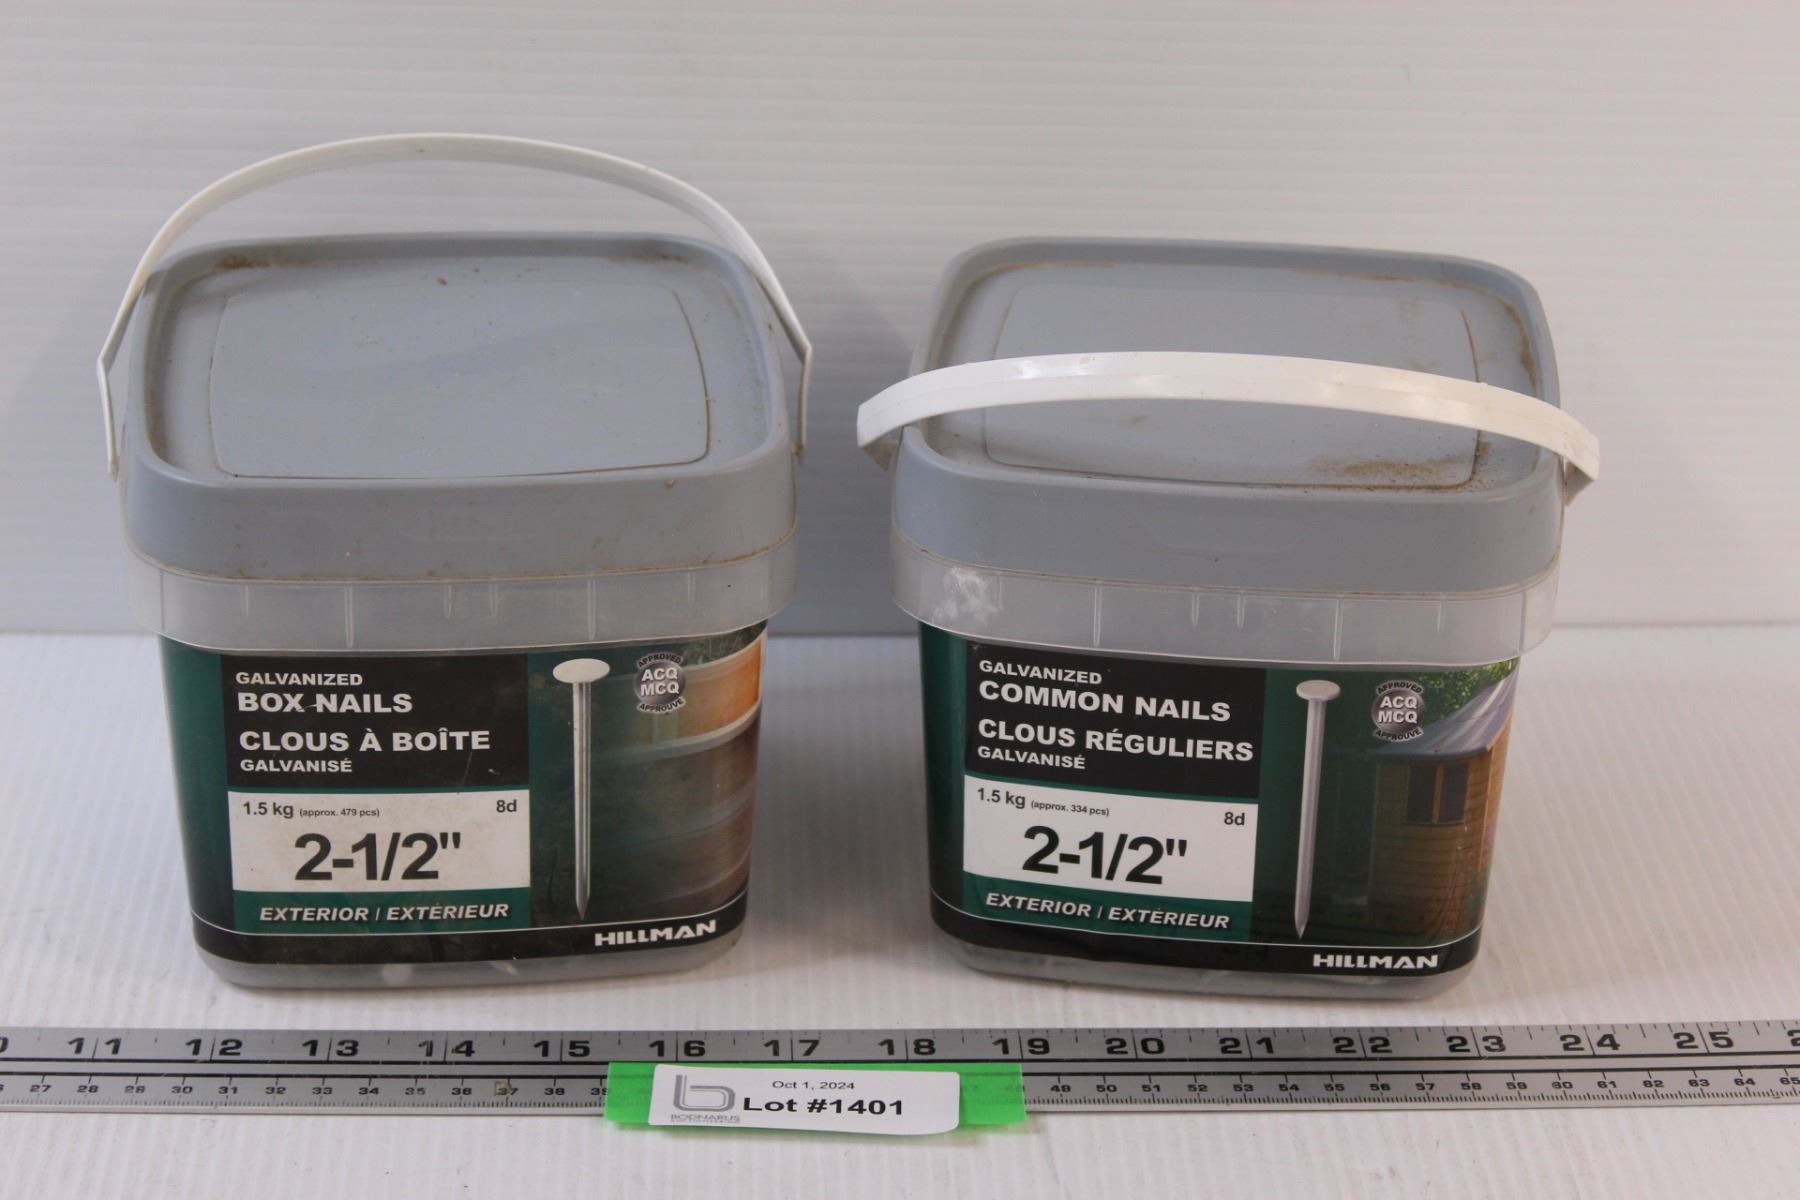 GALVANIZED
BOX NAILS
CLOUS À BOÎTE
GALVANISÉ
1.5 kg (approx. 479 pcs) 8d
2-1/2"
EXTERIOR / EXTÉRIEUR
HILLMAN
APPROVED
ACQ
MCQ
APPROUVÉ
GALVANIZED
COMMON NAILS
CLOUS RÉGULIERS
GALVANISÉ
1.5 kg (approx. 334 pcs) 8d
2-1/2"
EXTERIOR / EXTÉRIEUR
HILLMAN
APPROVED
ACQ
MCQ
APPROUVÉ
11 12 13 14 15 16 17 18 19 20 21 22 23 24 25
27 28 29 30 31 32 33 34 35 36 37 38 49 50 51 52 53 54 55 56 57 58 59 60 61 62 63 64 65
Oct 1, 2024
Lot #1401
BODNARUS